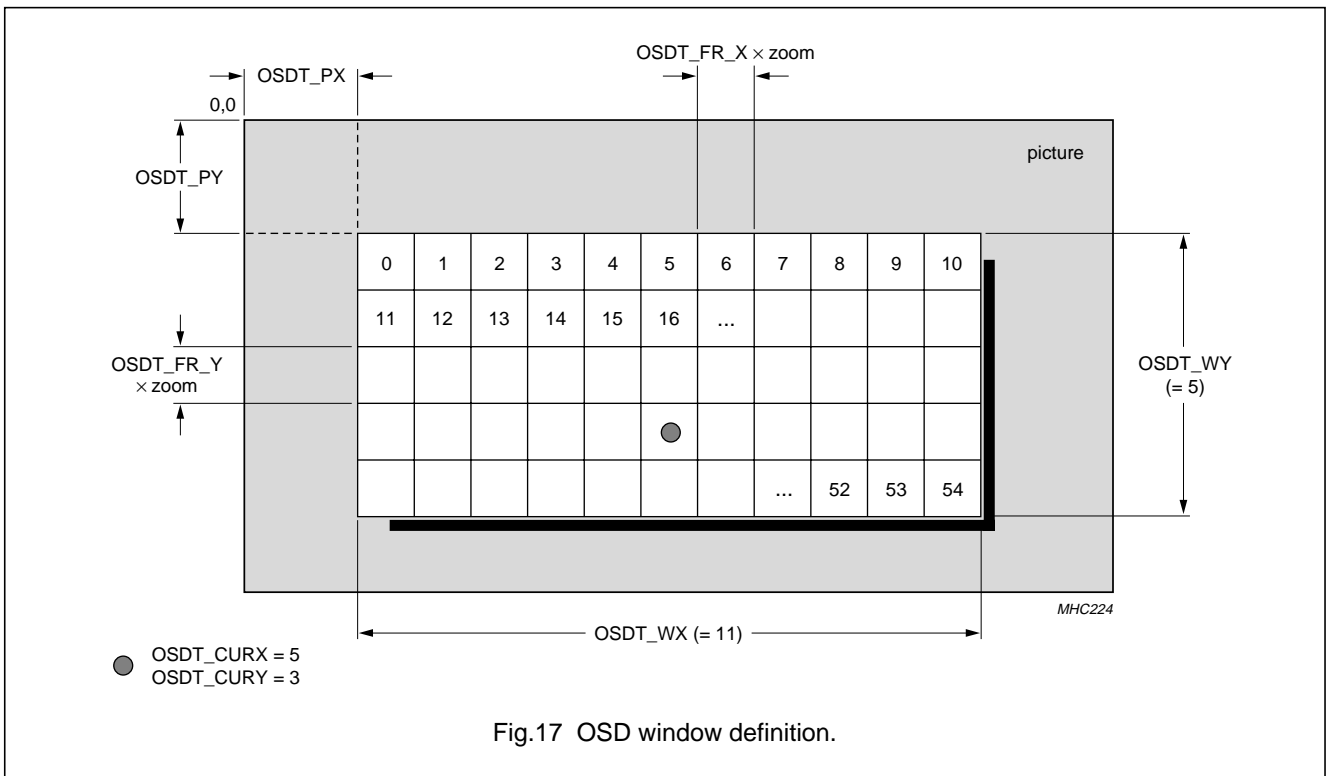 OSDT_FR_X × zoom
OSDT_PX
0,0
picture
OSDT_PY
0 1 2 3 4 5 6 7 8 9 10
11 12 13 14 15 16 ...
OSDT_FR_Y
× zoom
OSDT_WY
(= 5)
... 52 53 54
MHC224
OSDT_WX (= 11)
OSDT_CURX = 5
OSDT_CURY = 3
Fig.17 OSD window definition.